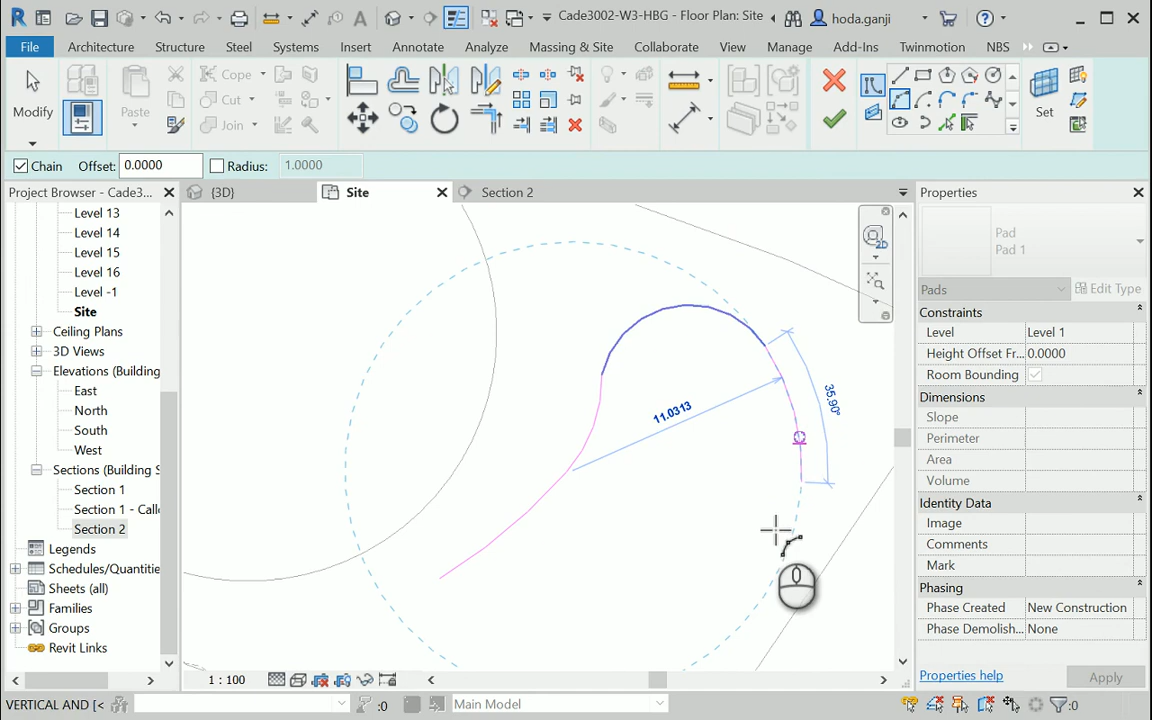 Cade3002-W3-HBG - Floor Plan: Site
hoda.ganji
File
Architecture
Structure
Steel
Systems
Insert
Annotate
Analyze
Massing & Site
Collaborate
View
Manage
Add-Ins
Twinmotion
NBS
Modify
Paste
Cope
Cut
Join
Set
Chain
Offset:
0.0000
Radius:
1.0000
Project Browser - Cade3...
{3D}
Site
Section 2
Properties
Level 13
Level 14
Level 15
Level 16
Level -1
Site
Ceiling Plans
3D Views
Elevations (Building
East
North
South
West
Sections (Building S
Section 1
Section 1 - Calle
Section 2
Legends
Schedules/Quantitie
Sheets (all)
Families
Groups
Revit Links
11.0313
35.90°
2D
Pad
Pad 1
Pads
Edit Type
Constraints
Level
Level 1
Height Offset Fr...
0.0000
Room Bounding
Dimensions
Slope
Perimeter
Area
Volume
Identity Data
Image
Comments
Mark
Phasing
Phase Created
New Construction
Phase Demolish...
None
Properties help
Apply
1 : 100
VERTICAL AND [<
:0
Main Model
:0